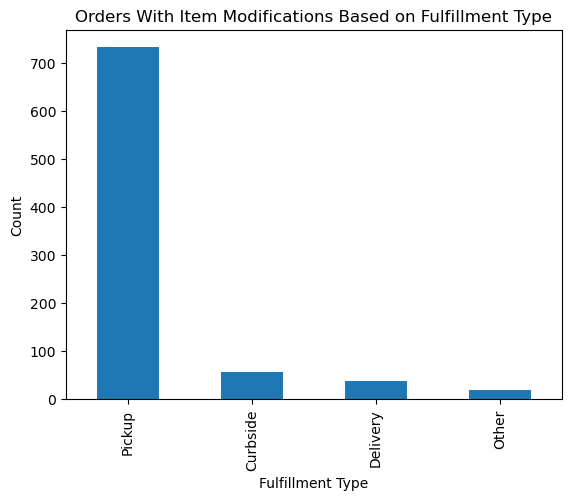 Orders With Item Modifications Based on Fulfillment Type
Count
700
600
500
400
300
200
100
0
Pickup
Curbside
Delivery
Other
Fulfillment Type